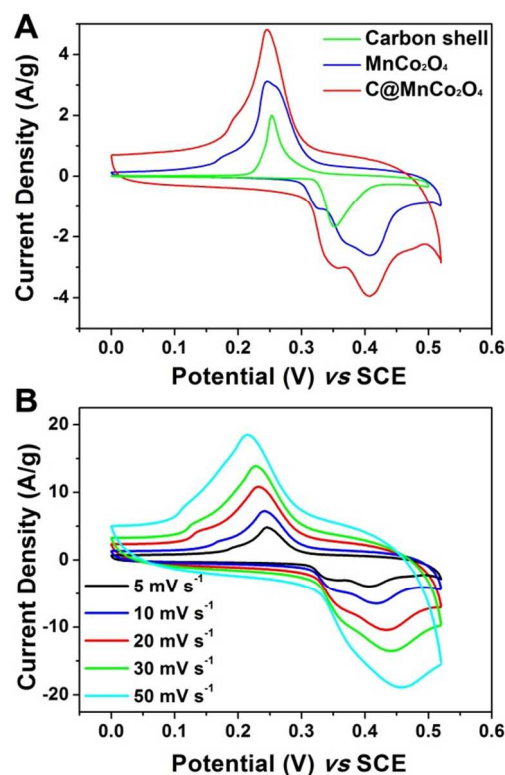 A
Carbon shell
MnCo₂O₄
C@MnCo₂O₄
Current Density (A/g)
4
2
0
-2
-4
0.0 0.1 0.2 0.3 0.4 0.5 0.6
Potential (V) vs SCE
B
Current Density (A/g)
20
10
0
-10
-20
5 mV s⁻¹
10 mV s⁻¹
20 mV s⁻¹
30 mV s⁻¹
50 mV s⁻¹
0.0 0.1 0.2 0.3 0.4 0.5 0.6
Potential (V) vs SCE